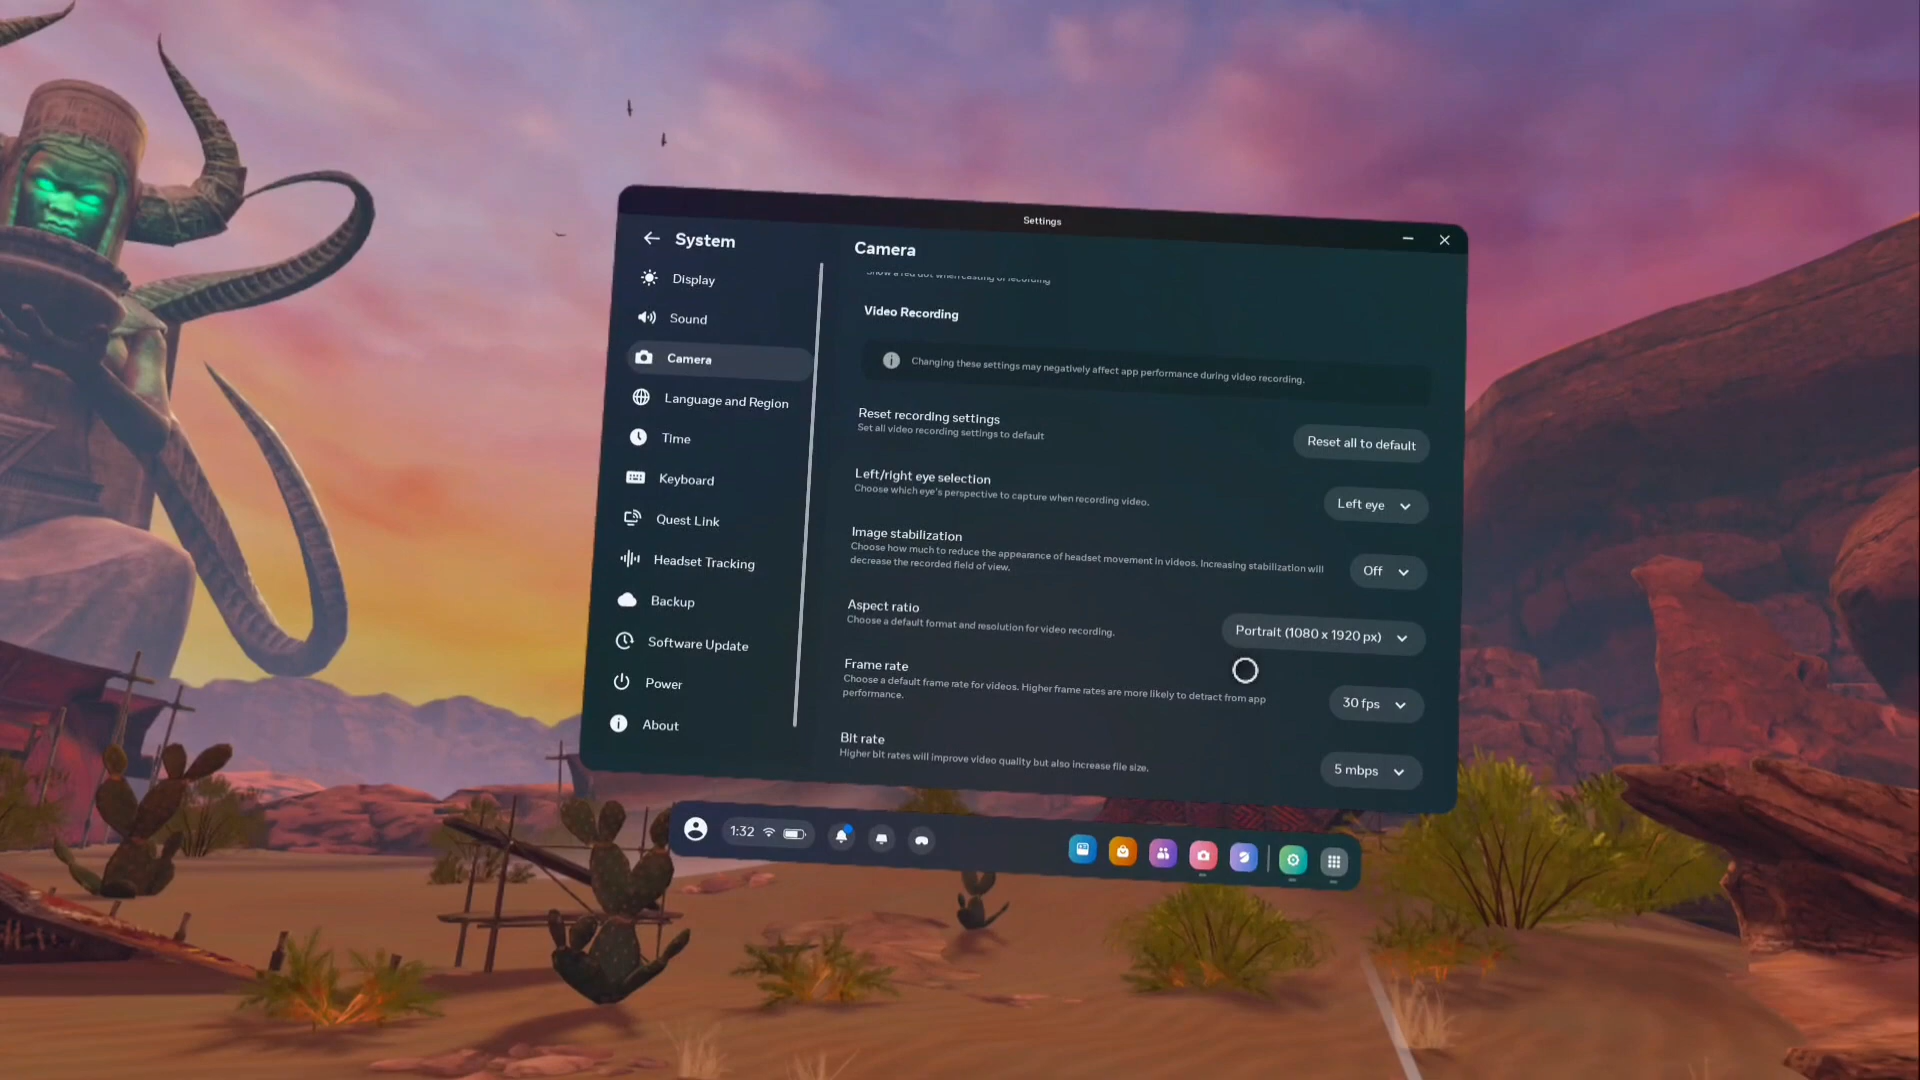 Settings
System
Display
Sound
Camera
Language and Region
Time
Keyboard
Quest Link
Headset Tracking
Backup
Software Update
Power
About
Camera
Show a red dot when casting or recording
Video Recording
Changing these settings may negatively affect app performance during video recording.
Reset recording settings
Set all video recording settings to default
Reset all to default
Left/right eye selection
Choose which eye's perspective to capture when recording video.
Left eye
Image stabilization
Choose how much to reduce the appearance of headset movement in videos. Increasing stabilization will
decrease the recorded field of view.
Off
Aspect ratio
Choose a default format and resolution for video recording.
Portrait (1080 x 1920 px)
Frame rate
Choose a default frame rate for videos. Higher frame rates are more likely to detract from app
performance.
30 fps
Bit rate
Higher bit rates will improve video quality but also increase file size.
5 mbps
1:32